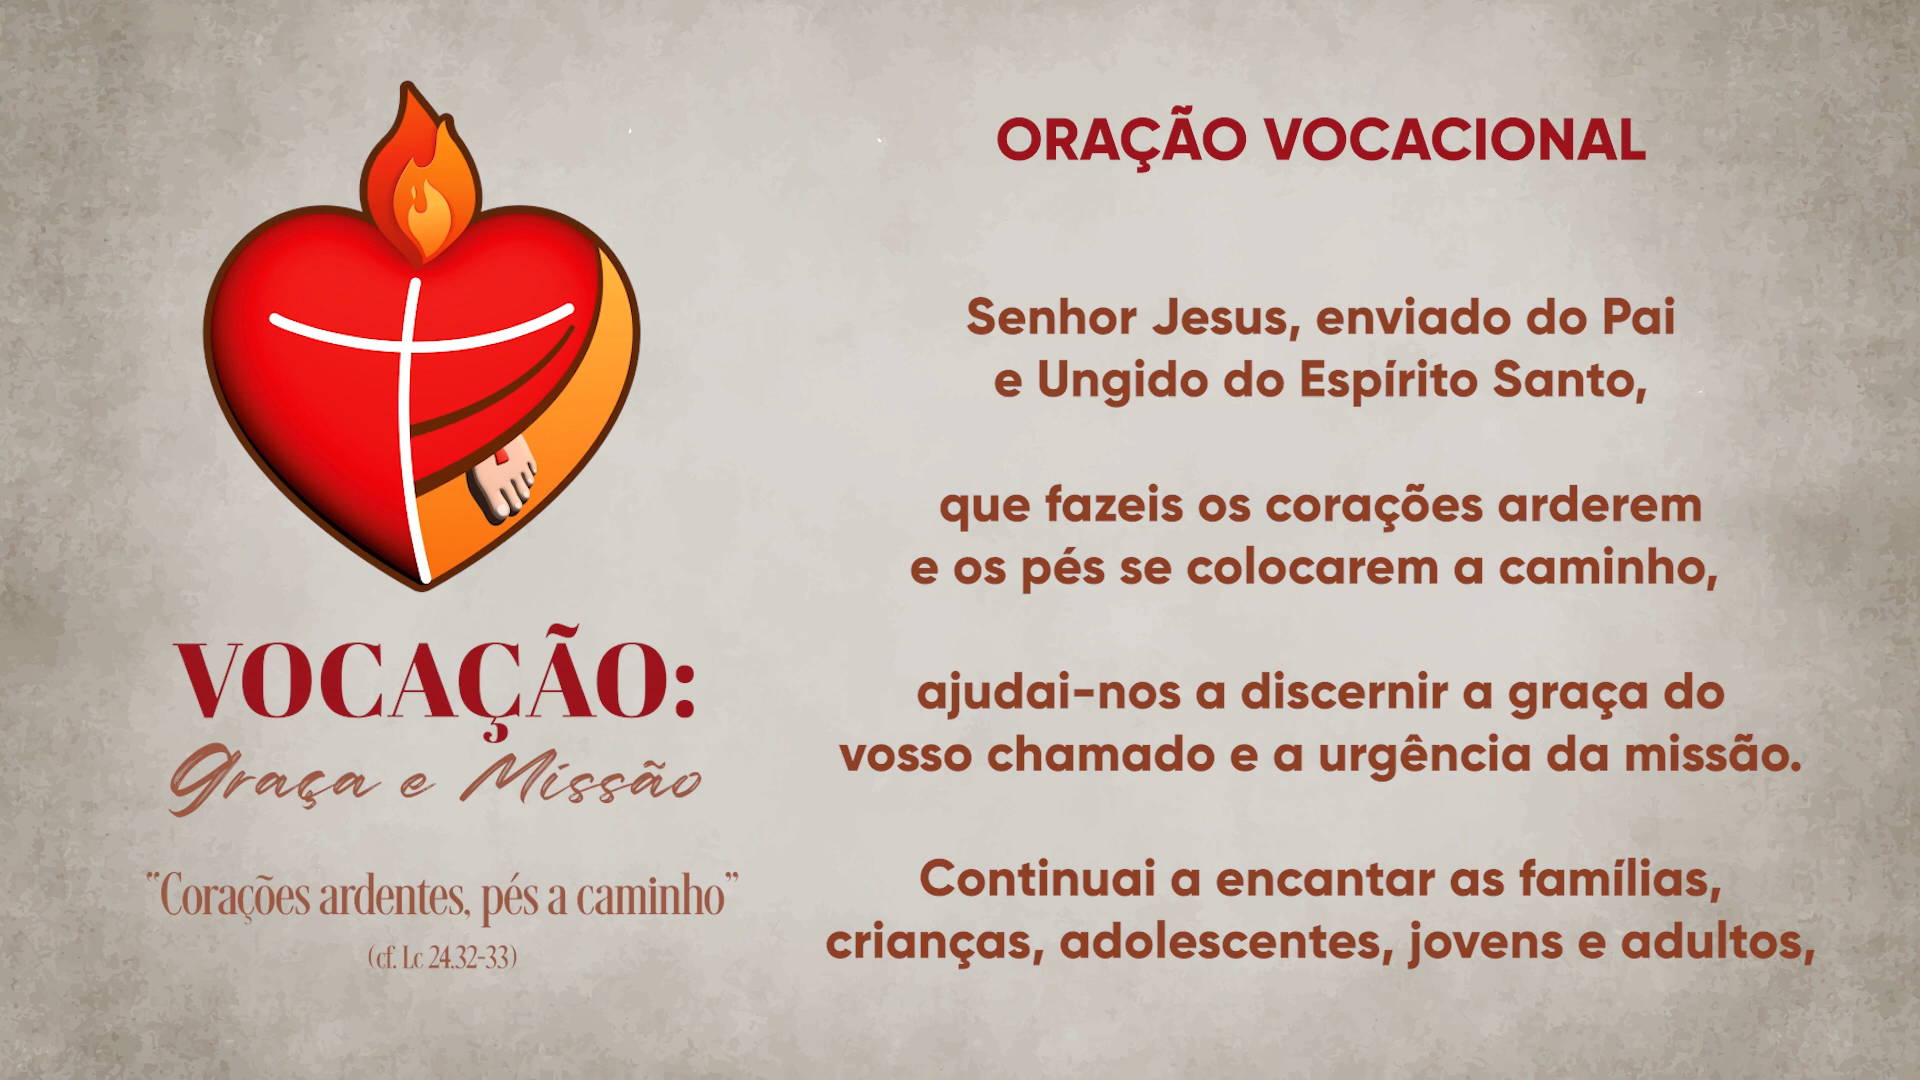 VOCAÇÃO:
Graça e Missão
“Corações ardentes, pés a caminho”
(cf. Lc 24,32-33)
ORAÇÃO VOCACIONAL
Senhor Jesus, enviado do Pai
e Ungido do Espírito Santo,
que fazeis os corações arderem
e os pés se colocarem a caminho,
ajudai-nos a discernir a graça do
vosso chamado e a urgência da missão.
Continuai a encantar as famílias,
crianças, adolescentes, jovens e adultos,